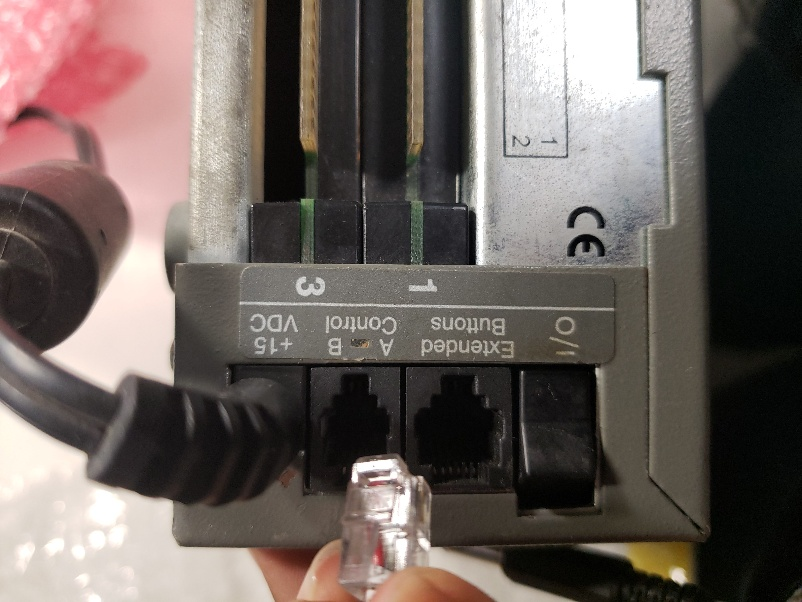 O/I Extended A B +15
Buttons Control VDC
1 3
CE
1
2